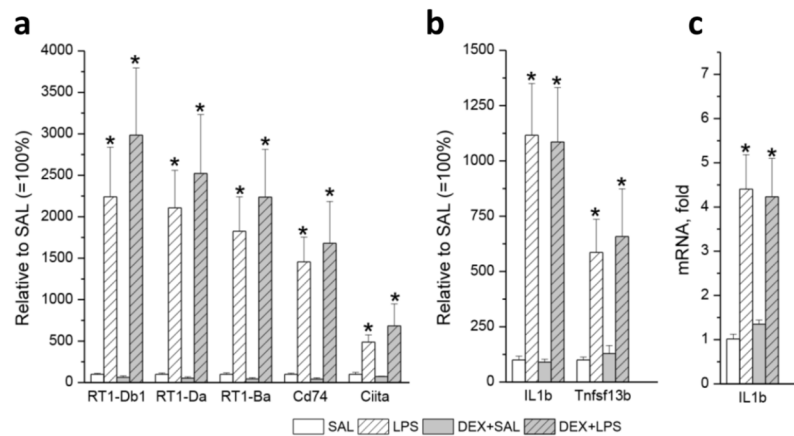 a
Relative to SAL (=100%)
4000
3500
3000
2500
2000
1500
1000
500
0
* * * * * * * * * *
RT1-Db1 RT1-Da RT1-Ba Cd74 Ciita
b
Relative to SAL (=100%)
1500
1250
1000
750
500
250
0
* * * *
IL1b Tnfsf13b
c
mRNA, fold
7
6
5
4
3
2
1
0
* *
IL1b
SAL LPS DEX+SAL DEX+LPS